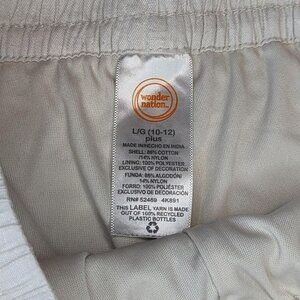 wonder
nation™
L/G (10-12)
plus
MADE IN/HECHO EN INDIA
SHELL: 86% COTTON
/14% NYLON
LINING: 100% POLYESTER
EXCLUSIVE OF DECORATION
FUNDA: 86% ALGODÓN/
14% NYLON
FORRO: 100% POLIÉSTER
EXCLUSIVO DE DECORACIÓN
RN# 52469 4K891
THIS LABEL YARN IS MADE
OUT OF 100% RECYCLED
PLASTIC BOTTLES